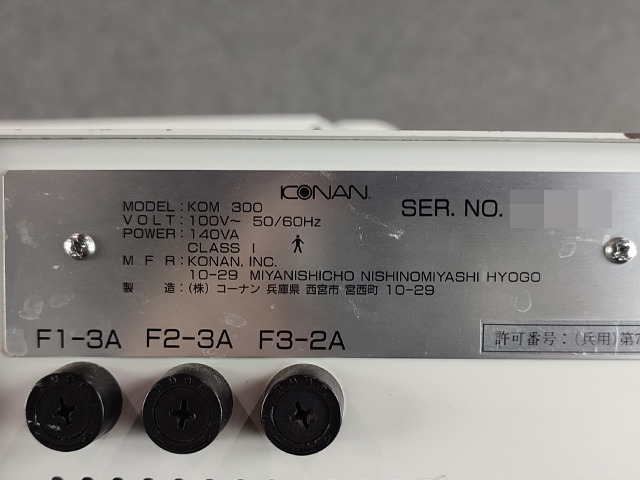 KONAN
SER. NO.
MODEL: KOM 300
VOLT: 100V~ 50/60Hz
POWER: 140VA
CLASS I
MFR: KONAN, INC.
10-29 MIYANISHICHO NISHINOMIYASHI HYOGO
製 造: (株) コーナン 兵庫県 西宮市 宮西町 10-29
F1-3A F2-3A F3-2A
許可番号: (兵用)第7